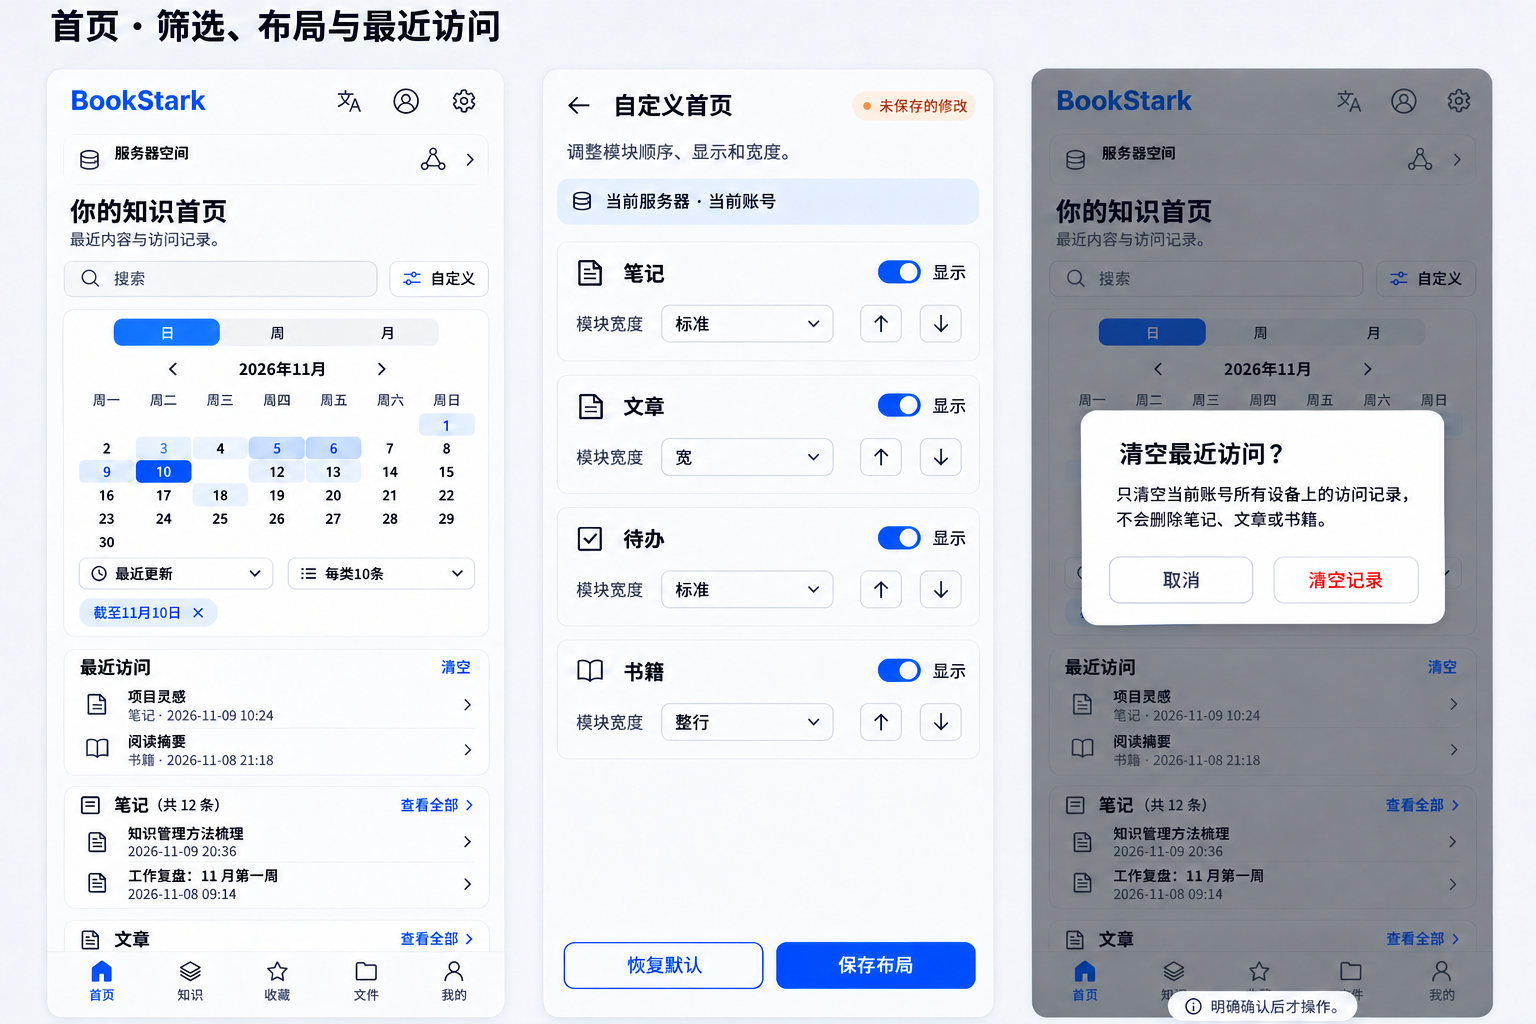 首页 · 筛选、布局与最近访问
BookStark
服务器空间
你的知识首页
最近内容与访问记录。
搜索
自定义
日 周 月
2026年11月
周一 周二 周三 周四 周五 周六 周日
1
2 3 4 5 6 7 8
9 10 12 13 14 15
16 17 18 19 20 21 22
23 24 25 26 27 28 29
30
最近更新
每类10条
截至11月10日
最近访问 清空
项目灵感
笔记 · 2026-11-09 10:24
阅读摘要
书籍 · 2026-11-08 21:18
笔记（共 12 条） 查看全部
知识管理方法梳理
2026-11-09 20:36
工作复盘：11 月第一周
2026-11-08 09:14
文章 查看全部
首页 知识 收藏 文件 我的
自定义首页
未保存的修改
调整模块顺序、显示和宽度。
当前服务器 · 当前账号
笔记 显示
模块宽度 标准
文章 显示
模块宽度 宽
待办 显示
模块宽度 标准
书籍 显示
模块宽度 整行
恢复默认 保存布局
BookStark
服务器空间
你的知识首页
最近内容与访问记录。
搜索
自定义
日 周 月
2026年11月
周一 周二 周三 周四 周五 周六 周日
清空最近访问？
只清空当前账号所有设备上的访问记录，
不会删除笔记、文章或书籍。
取消 清空记录
最近访问 清空
项目灵感
笔记 · 2026-11-09 10:24
阅读摘要
书籍 · 2026-11-08 21:18
笔记（共 12 条） 查看全部
知识管理方法梳理
2026-11-09 20:36
工作复盘：11 月第一周
2026-11-08 09:14
文章 查看全部
首页 我的
明确确认后才操作。